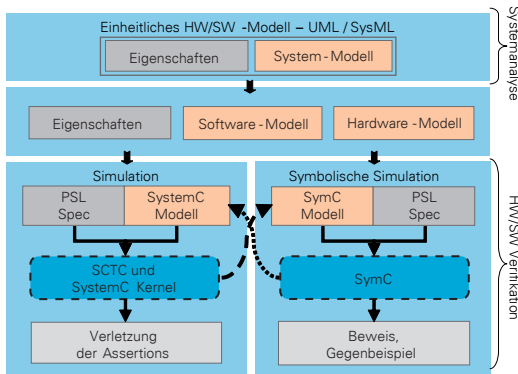 Einheitliches HW/SW -Modell – UML / SysML
Eigenschaften
System - Modell
Systemanalyse
Eigenschaften
Software - Modell
Hardware - Modell
Simulation
PSL
Spec
SystemC
Modell
SCTC und
SystemC Kernel
Verletzung
der Assertions
Symbolische Simulation
SymC
Modell
PSL
Spec
SymC
Beweis,
Gegenbeispiel
HW/SW Verifikation